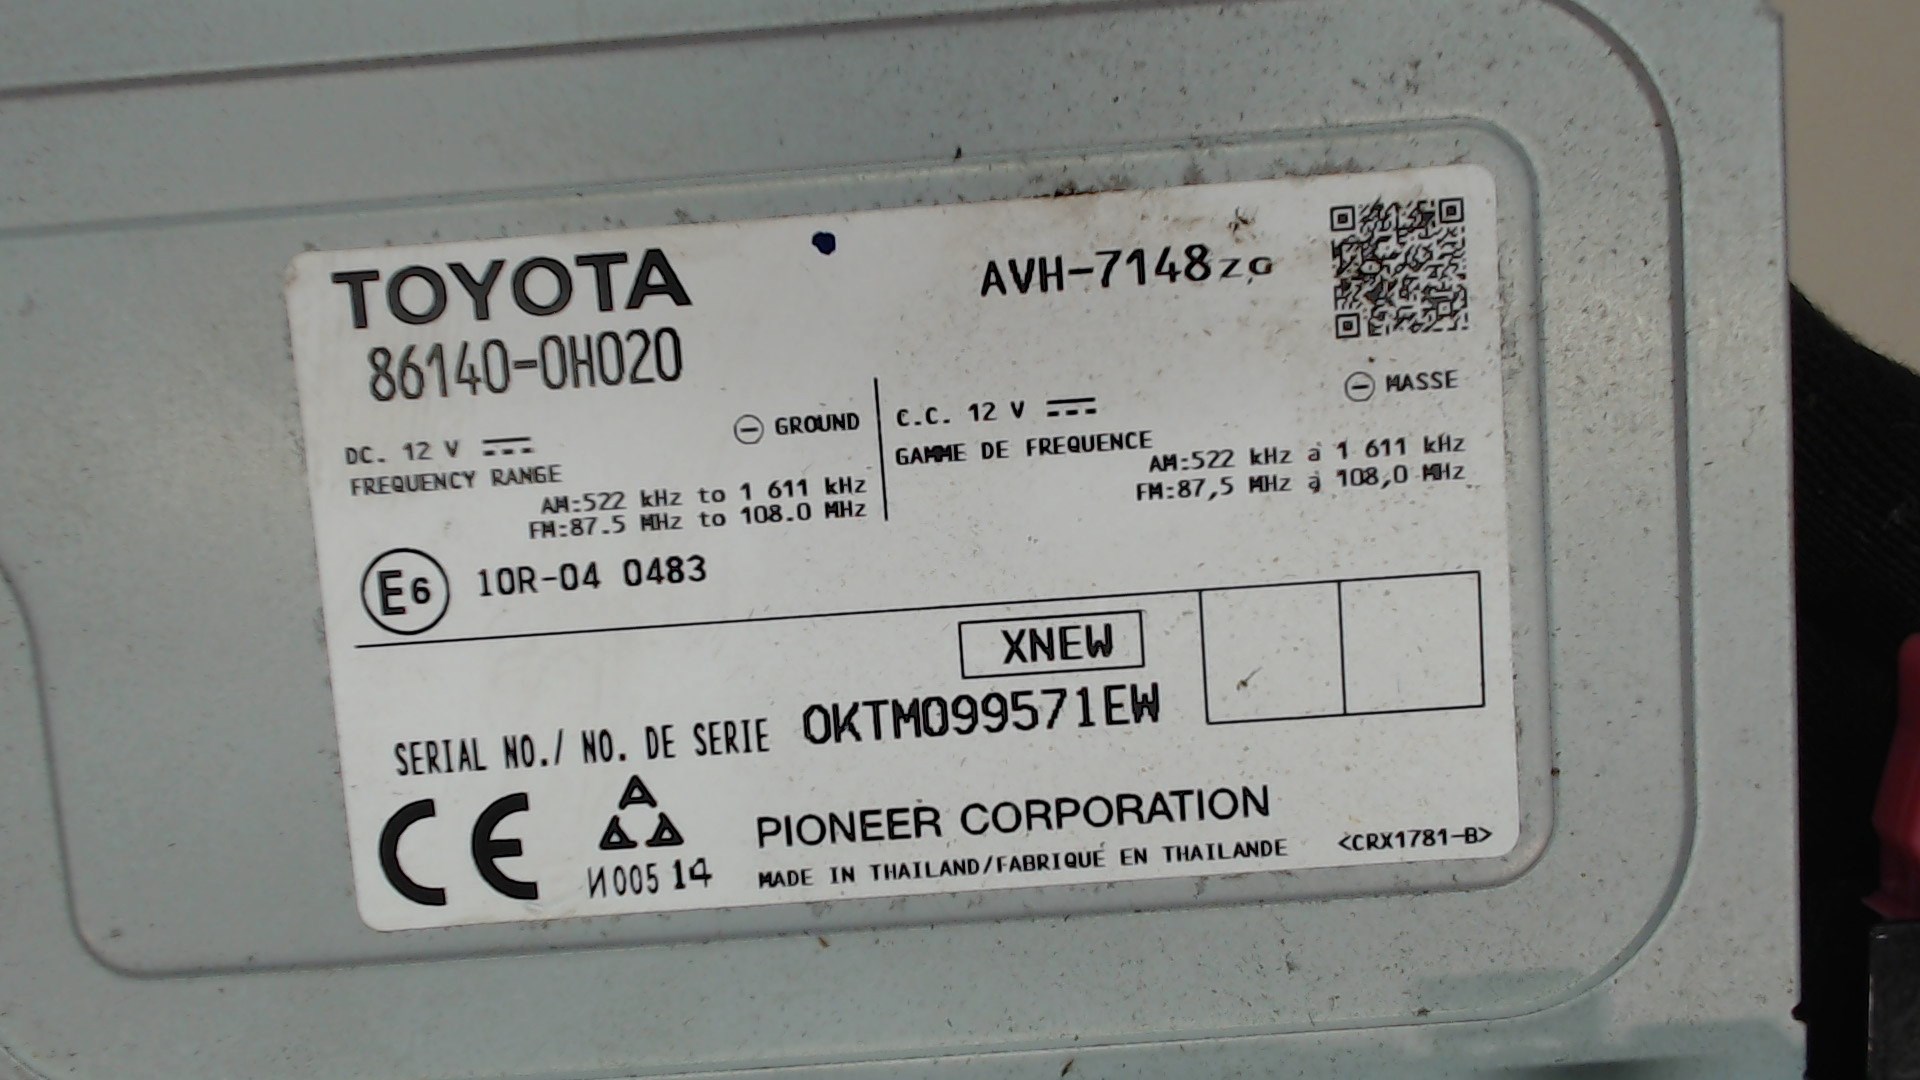 TOYOTA
86140-0H020
AVH-7148ZG
DC. 12 V
GROUND
FREQUENCY RANGE
AM:522 kHz to 1 611 kHz
FM:87.5 MHz to 108.0 MHz
C.C. 12 V
MASSE
GAMME DE FREQUENCE
AM:522 kHz à 1 611 kHz
FM:87,5 MHz à 108,0 MHz
E6 10R-04 0483
XNEW
SERIAL NO./ NO. DE SERIE OKTM099571EW
CE
N005 14
PIONEER CORPORATION
MADE IN THAILAND/FABRIQUÉ EN THAILANDE
<CRX1781-B>